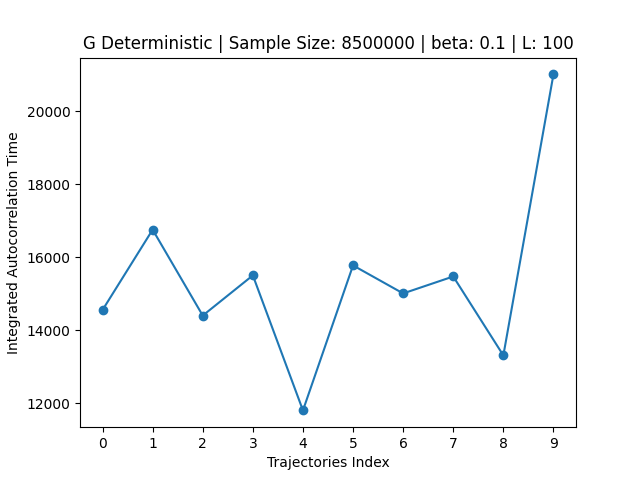 G Deterministic | Sample Size: 8500000 | beta: 0.1 | L: 100
Integrated Autocorrelation Time
20000
18000
16000
14000
12000
0 1 2 3 4 5 6 7 8 9
Trajectories Index